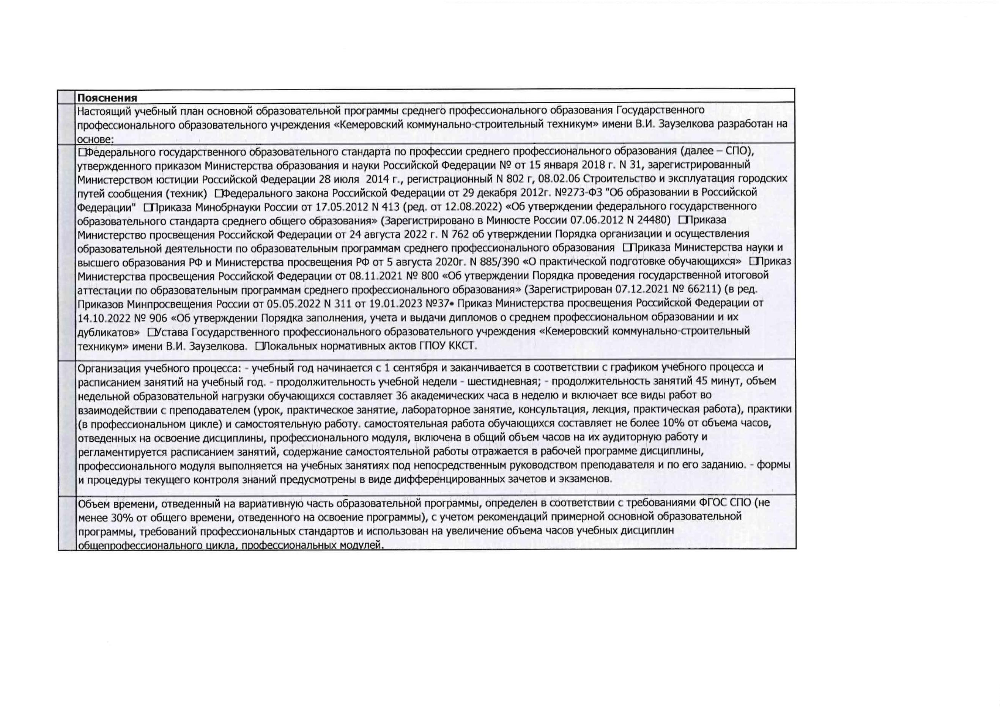 Пояснения
Настоящий учебный план основной образовательной программы среднего профессионального образования Государственного
профессионального образовательного учреждения «Кемеровский коммунально-строительный техникум» имени В.И. Заузелкова разработан на
основе:
□Федерального государственного образовательного стандарта по профессии среднего профессионального образования (далее – СПО),
утвержденного приказом Министерства образования и науки Российской Федерации № от 15 января 2018 г. N 31, зарегистрированный
Министерством юстиции Российской Федерации 28 июля 2014 г., регистрационный N 802 г, 08.02.06 Строительство и эксплуатация городских
путей сообщения (техник) □Федерального закона Российской Федерации от 29 декабря 2012г. №273-ФЗ "Об образовании в Российской
Федерации" □Приказа Минобрнауки России от 17.05.2012 N 413 (ред. от 12.08.2022) «Об утверждении федерального государственного
образовательного стандарта среднего общего образования» (Зарегистрировано в Минюсте России 07.06.2012 N 24480) □Приказа
Министерство просвещения Российской Федерации от 24 августа 2022 г. N 762 об утверждении Порядка организации и осуществления
образовательной деятельности по образовательным программам среднего профессионального образования □Приказа Министерства науки и
высшего образования РФ и Министерства просвещения РФ от 5 августа 2020г. N 885/390 «О практической подготовке обучающихся» □Приказ
Министерства просвещения Российской Федерации от 08.11.2021 № 800 «Об утверждении Порядка проведения государственной итоговой
аттестации по образовательным программам среднего профессионального образования» (Зарегистрирован 07.12.2021 № 66211) (в ред.
Приказов Минпросвещения России от 05.05.2022 N 311 от 19.01.2023 №37• Приказ Министерства просвещения Российской Федерации от
14.10.2022 № 906 «Об утверждении Порядка заполнения, учета и выдачи дипломов о среднем профессиональном образовании и их
дубликатов» □Устава Государственного профессионального образовательного учреждения «Кемеровский коммунально-строительный
техникум» имени В.И. Заузелкова. □Локальных нормативных актов ГПОУ ККСТ.
Организация учебного процесса: - учебный год начинается с 1 сентября и заканчивается в соответствии с графиком учебного процесса и
расписанием занятий на учебный год. - продолжительность учебной недели - шестидневная; - продолжительность занятий 45 минут, объем
недельной образовательной нагрузки обучающихся составляет 36 академических часа в неделю и включает все виды работ во
взаимодействии с преподавателем (урок, практическое занятие, лабораторное занятие, консультация, лекция, практическая работа), практики
(в профессиональном цикле) и самостоятельную работу. самостоятельная работа обучающихся составляет не более 10% от объема часов,
отведенных на освоение дисциплины, профессионального модуля, включена в общий объем часов на их аудиторную работу и
регламентируется расписанием занятий, содержание самостоятельной работы отражается в рабочей программе дисциплины,
профессионального модуля выполняется на учебных занятиях под непосредственным руководством преподавателя и по его заданию. - формы
и процедуры текущего контроля знаний предусмотрены в виде дифференцированных зачетов и экзаменов.
Объем времени, отведенный на вариативную часть образовательной программы, определен в соответствии с требованиями ФГОС СПО (не
менее 30% от общего времени, отведенного на освоение программы), с учетом рекомендаций примерной основной образовательной
программы, требований профессиональных стандартов и использован на увеличение объема часов учебных дисциплин
общепрофессионального цикла, профессиональных модулей.